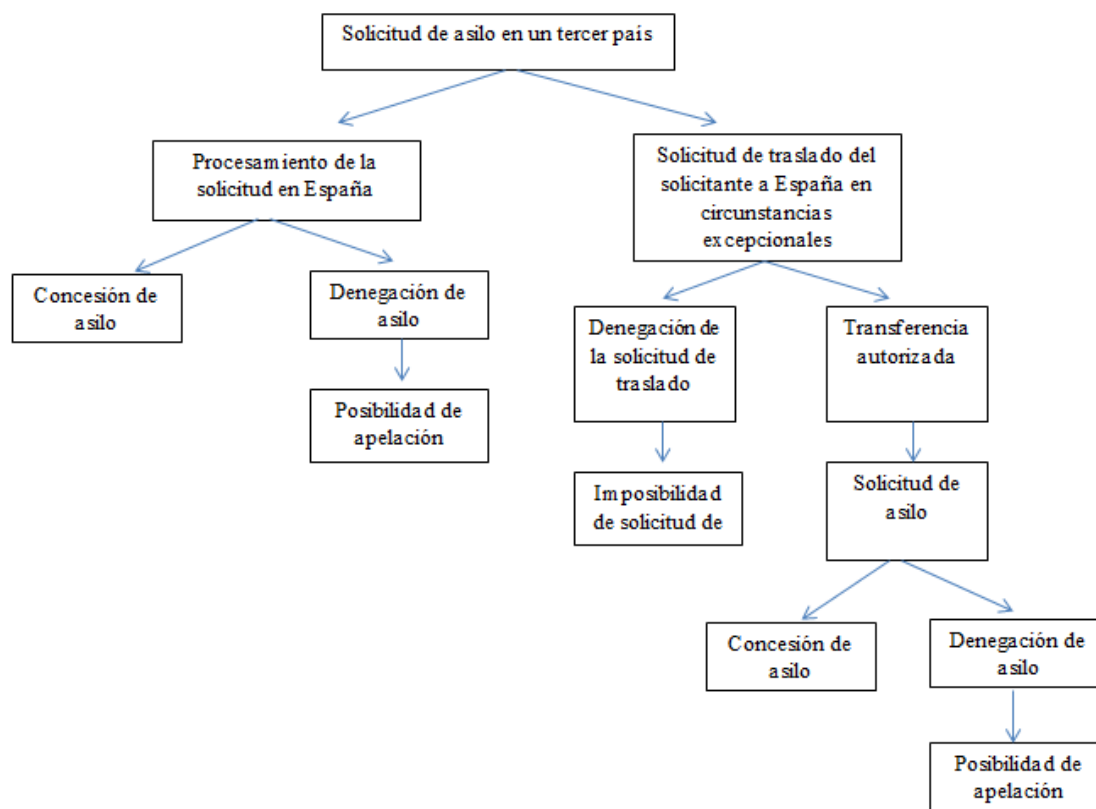 Solicitud de asilo en un tercer país
Procesamiento de la
solicitud en España
Solicitud de traslado del
solicitante a España en
circunstancias
excepcionales
Concesión de
asilo
Denegación de
asilo
Denegación de
la solicitud de
traslado
Transferencia
autorizada
Posibilidad de
apelación
Imposibilidad
de solicitud de
Solicitud de
asilo
Concesión de
asilo
Denegación de
asilo
Posibilidad de
apelación